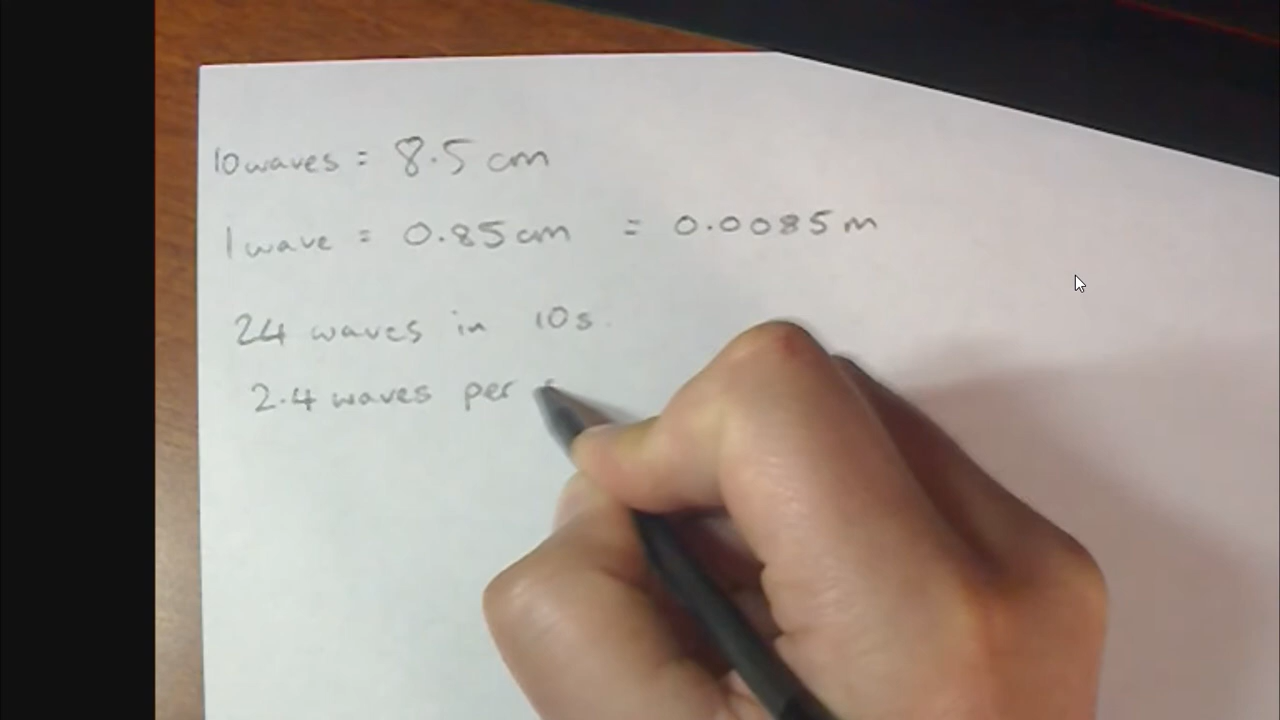 10 waves = 8.5 cm
1 wave = 0.85 cm = 0.0085 m
24 waves in 10s.
2.4 waves per